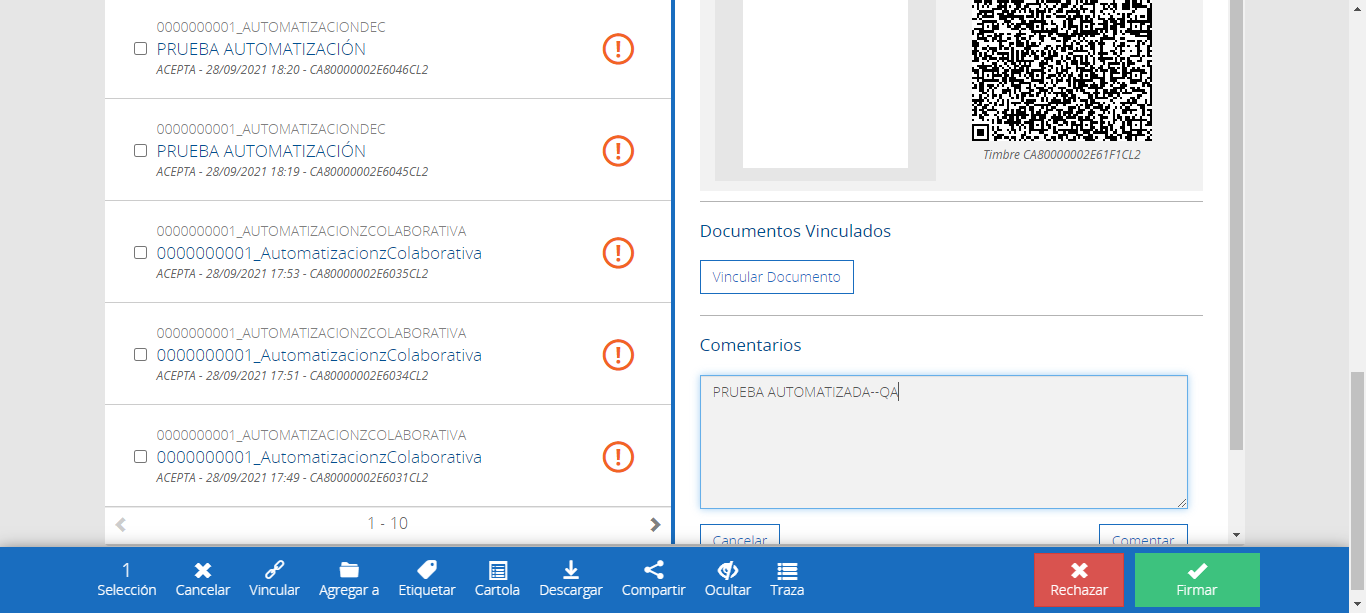 0000000001_AUTOMATIZACIONDEC
PRUEBA AUTOMATIZACIÓN
ACEPTA - 28/09/2021 18:20 - CA80000002E6046CL2
0000000001_AUTOMATIZACIONDEC
PRUEBA AUTOMATIZACIÓN
ACEPTA - 28/09/2021 18:19 - CA80000002E6045CL2
0000000001_AUTOMATIZACIONZCOLABORATIVA
0000000001_AutomatizacionzColaborativa
ACEPTA - 28/09/2021 17:53 - CA80000002E6035CL2
0000000001_AUTOMATIZACIONZCOLABORATIVA
0000000001_AutomatizacionzColaborativa
ACEPTA - 28/09/2021 17:51 - CA80000002E6034CL2
0000000001_AUTOMATIZACIONZCOLABORATIVA
0000000001_AutomatizacionzColaborativa
ACEPTA - 28/09/2021 17:49 - CA80000002E6031CL2
1 - 10
Timbre CA80000002E61F1CL2
Documentos Vinculados
Vincular Documento
Comentarios
PRUEBA AUTOMATIZADA--QA
Cancelar
Comentar
1
Selección
Cancelar
Vincular
Agregar a
Etiquetar
Cartola
Descargar
Compartir
Ocultar
Traza
Rechazar
Firmar